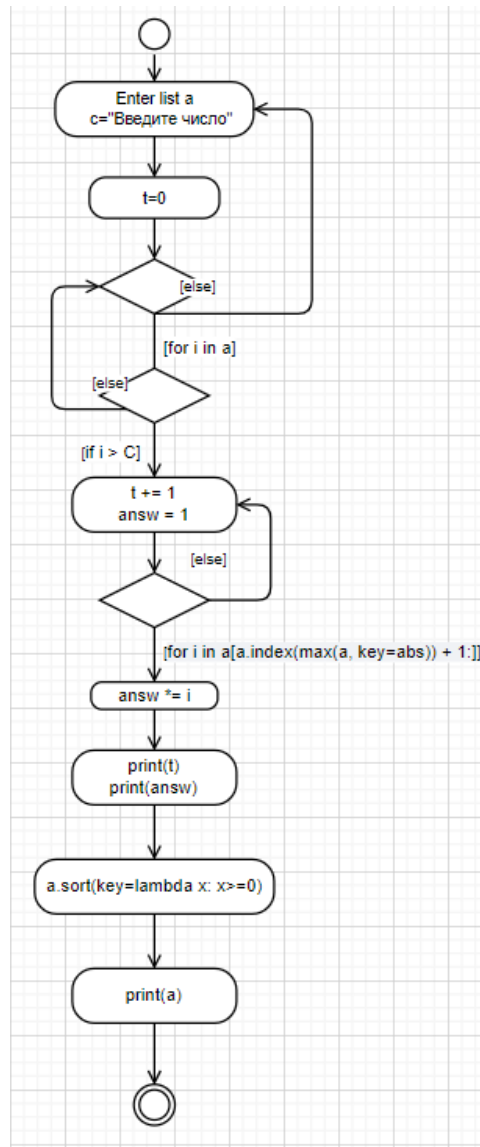 Enter list a
c="Введите число"
t=0
[else]
[for i in a]
[else]
[if i > C]
t += 1
answ = 1
[else]
[for i in a[a.index(max(a, key=abs)) + 1:]]
answ *= i
print(t)
print(answ)
a.sort(key=lambda x: x>=0)
print(a)